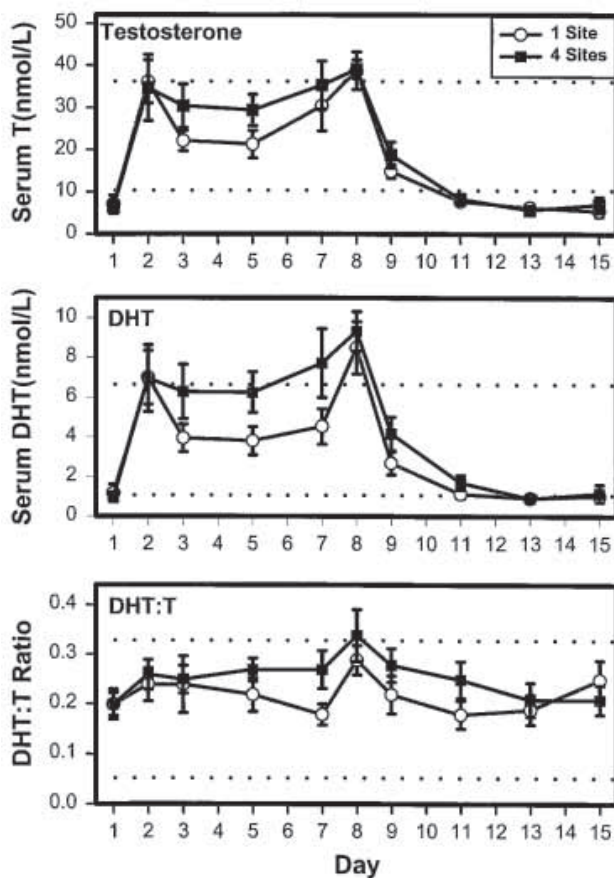 Testosterone
1 Site
4 Sites
Serum T(nmol/L)
50
40
30
20
10
0
1 2 3 4 5 6 7 8 9 10 11 12 13 14 15
DHT
Serum DHT(nmol/L)
10
8
6
4
2
0
1 2 3 4 5 6 7 8 9 10 11 12 13 14 15
DHT:T
DHT:T Ratio
0.4
0.3
0.2
0.1
0.0
1 2 3 4 5 6 7 8 9 10 11 12 13 14 15
Day